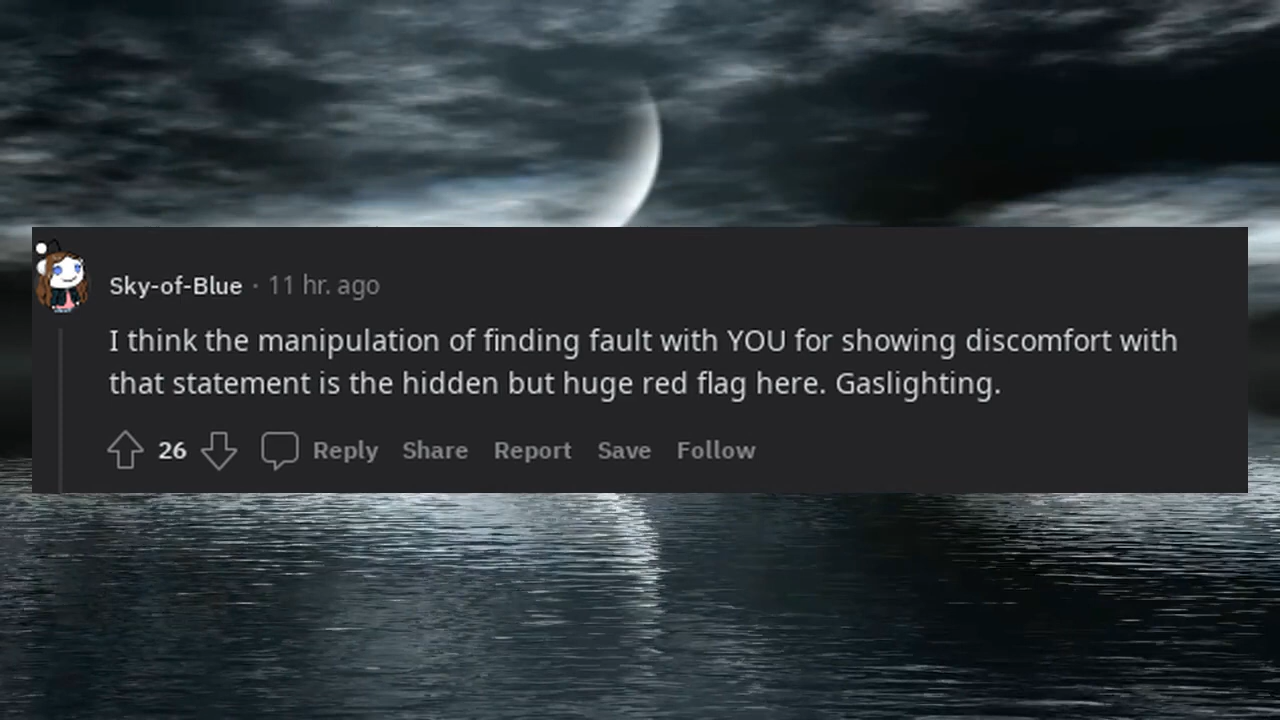 Sky-of-Blue · 11 hr. ago
I think the manipulation of finding fault with YOU for showing discomfort with
that statement is the hidden but huge red flag here. Gaslighting.
26 Reply Share Report Save Follow